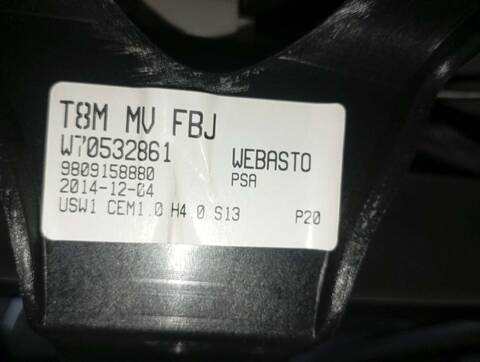 T8M MV FBJ
W70532861 WEBASTO
9809158880 PSA
2014-12-04
USW1 CEM1.0 H4.0 S13 P20